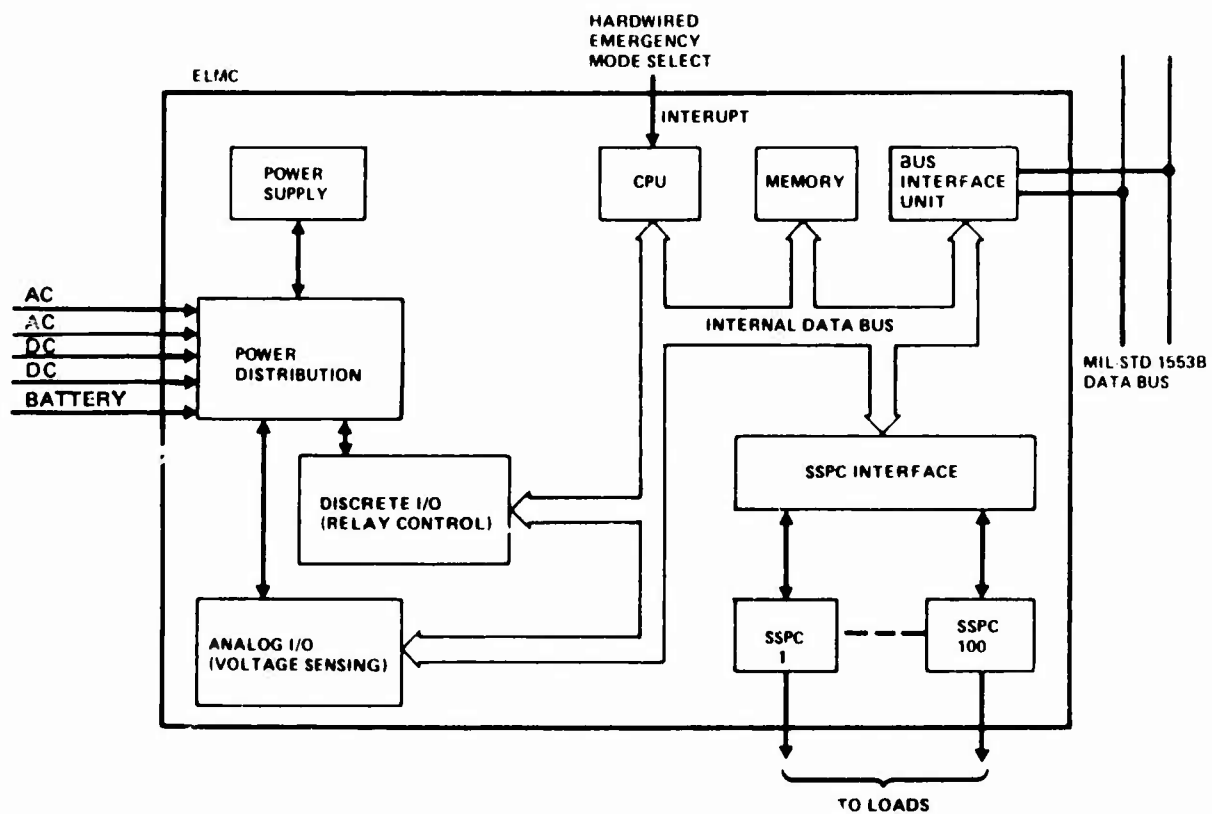 HARDWIRED
EMERGENCY
MODE SELECT
ELMC
INTERUPT
POWER
SUPPLY
CPU
MEMORY
BUS
INTERFACE
UNIT
AC
AC
DC
DC
BATTERY
POWER
DISTRIBUTION
INTERNAL DATA BUS
MIL-STD 1553B
DATA BUS
SSPC INTERFACE
DISCRETE I/O
(RELAY CONTROL)
ANALOG I/O
(VOLTAGE SENSING)
SSPC
1
SSPC
100
TO LOADS